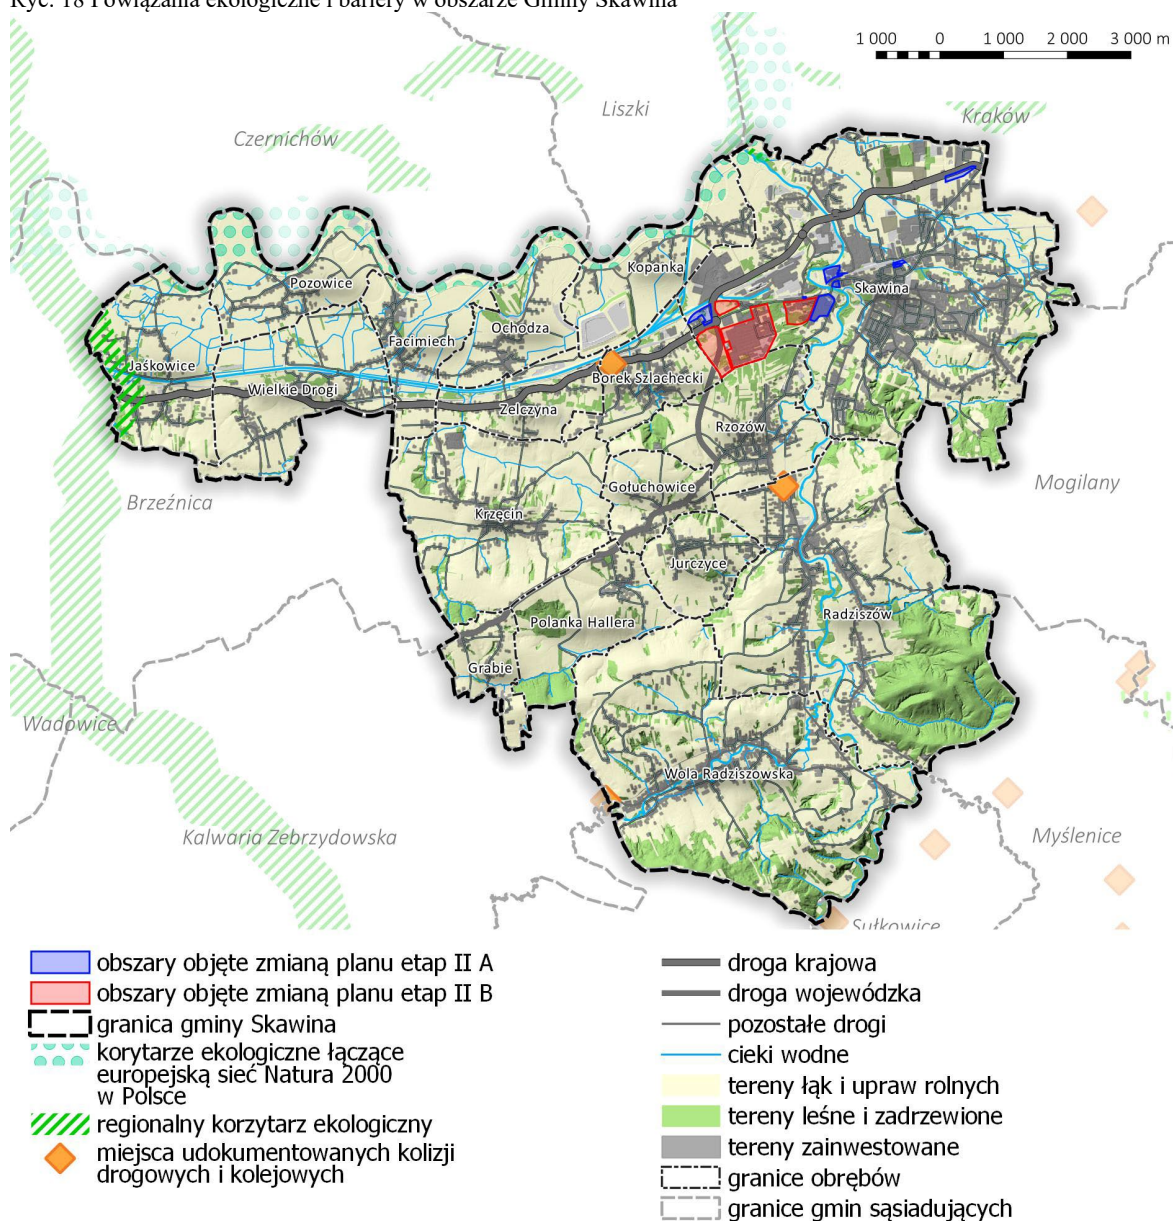 Ryc. 18 Powiązania ekologiczne i bariery w obszarze Gminy Skawina
1 000 0 1 000 2 000 3 000 m
Liszki
Kraków
Czernichów
Kopanka
Pozowice
Skawina
Ochodza
Facimiech
Jaśkowice
Borek Szlachecki
Wielkie Drogi
Zelczyna
Rzozów
Mogilany
Gołuchowice
Brzeźnica
Krzęcin
Jurczyce
Radziszów
Polanka Hallera
Grabie
Wadowice
Wola Radziszowska
Kalwaria Zebrzydowska
Myślenice
Sułkowice
obszary objęte zmianą planu etap II A
obszary objęte zmianą planu etap II B
granica gminy Skawina
korytarze ekologiczne łączące
europejską sieć Natura 2000
w Polsce
regionalny korzytarz ekologiczny
miejsca udokumentowanych kolizji
drogowych i kolejowych
droga krajowa
droga wojewódzka
pozostałe drogi
cieki wodne
tereny łąk i upraw rolnych
tereny leśne i zadrzewione
tereny zainwestowane
granice obrębów
granice gmin sąsiadujących